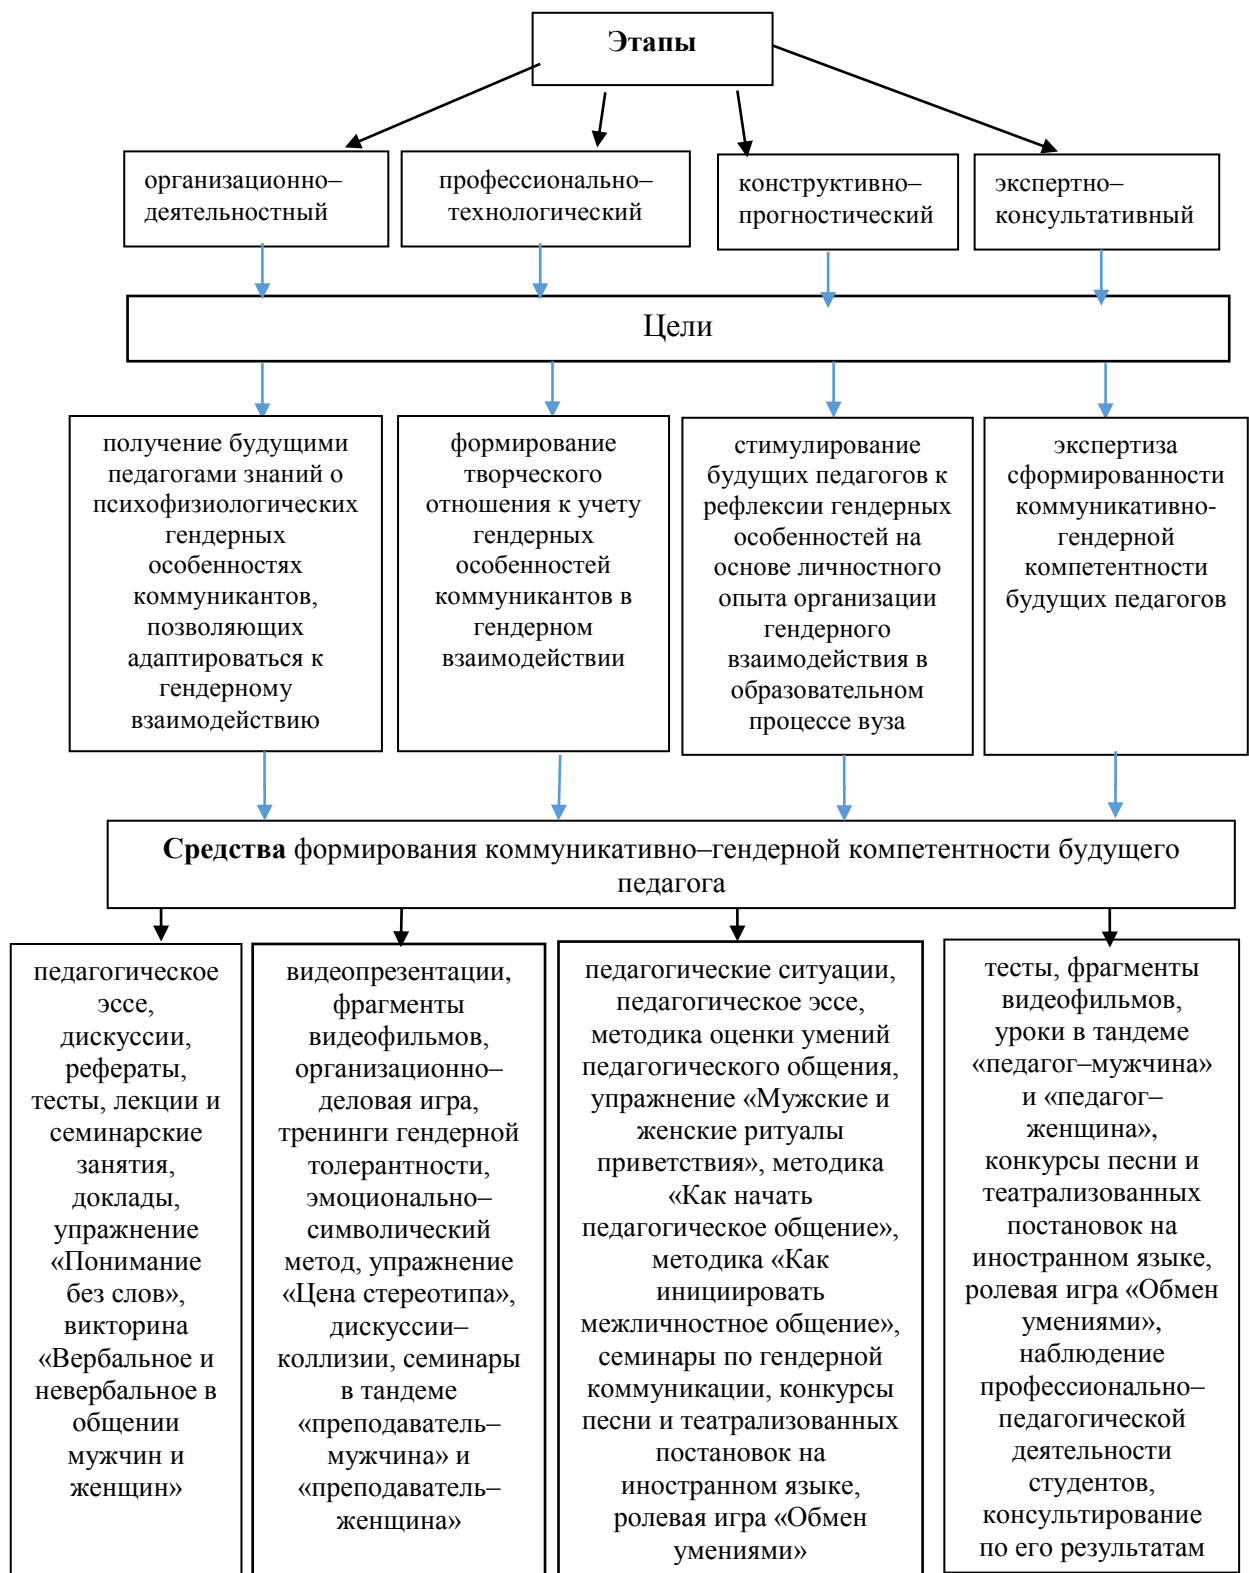 Этапы
организационно–
деятельностный
профессионально–
технологический
конструктивно–
прогностический
экспертно–
консультативный
Цели
получение будущими
педагогами знаний о
психофизиологических
гендерных
особенностях
коммуникантов,
позволяющих
адаптироваться к
гендерному
взаимодействию
формирование
творческого
отношения к учету
гендерных
особенностей
коммуникантов в
гендерном
взаимодействии
стимулирование
будущих педагогов к
рефлексии гендерных
особенностей на
основе личностного
опыта организации
гендерного
взаимодействия в
образовательном
процессе вуза
экспертиза
сформированности
коммуникативно-
гендерной
компетентности
будущих педагогов
Средства формирования коммуникативно–гендерной компетентности будущего
педагога
педагогическое
эссе,
дискуссии,
рефераты,
тесты, лекции и
семинарские
занятия,
доклады,
упражнение
«Понимание
без слов»,
викторина
«Вербальное и
невербальное в
общении
мужчин и
женщин»
видеопрезентации,
фрагменты
видеофильмов,
организационно–
деловая игра,
тренинги гендерной
толерантности,
эмоционально–
символический
метод, упражнение
«Цена стереотипа»,
дискуссии–
коллизии, семинары
в тандеме
«преподаватель–
мужчина» и
«преподаватель–
женщина»
педагогические ситуации,
педагогическое эссе,
методика оценки умений
педагогического общения,
упражнение «Мужские и
женские ритуалы
приветствия», методика
«Как начать
педагогическое общение»,
методика «Как
инициировать
межличностное общение»,
семинары по гендерной
коммуникации, конкурсы
песни и театрализованных
постановок на
иностранном языке,
ролевая игра «Обмен
умениями»
тесты, фрагменты
видеофильмов,
уроки в тандеме
«педагог–мужчина»
и «педагог–
женщина»,
конкурсы песни и
театрализованных
постановок на
иностранном языке,
ролевая игра «Обмен
умениями»,
наблюдение
профессионально–
педагогической
деятельности
студентов,
консультирование
по его результатам